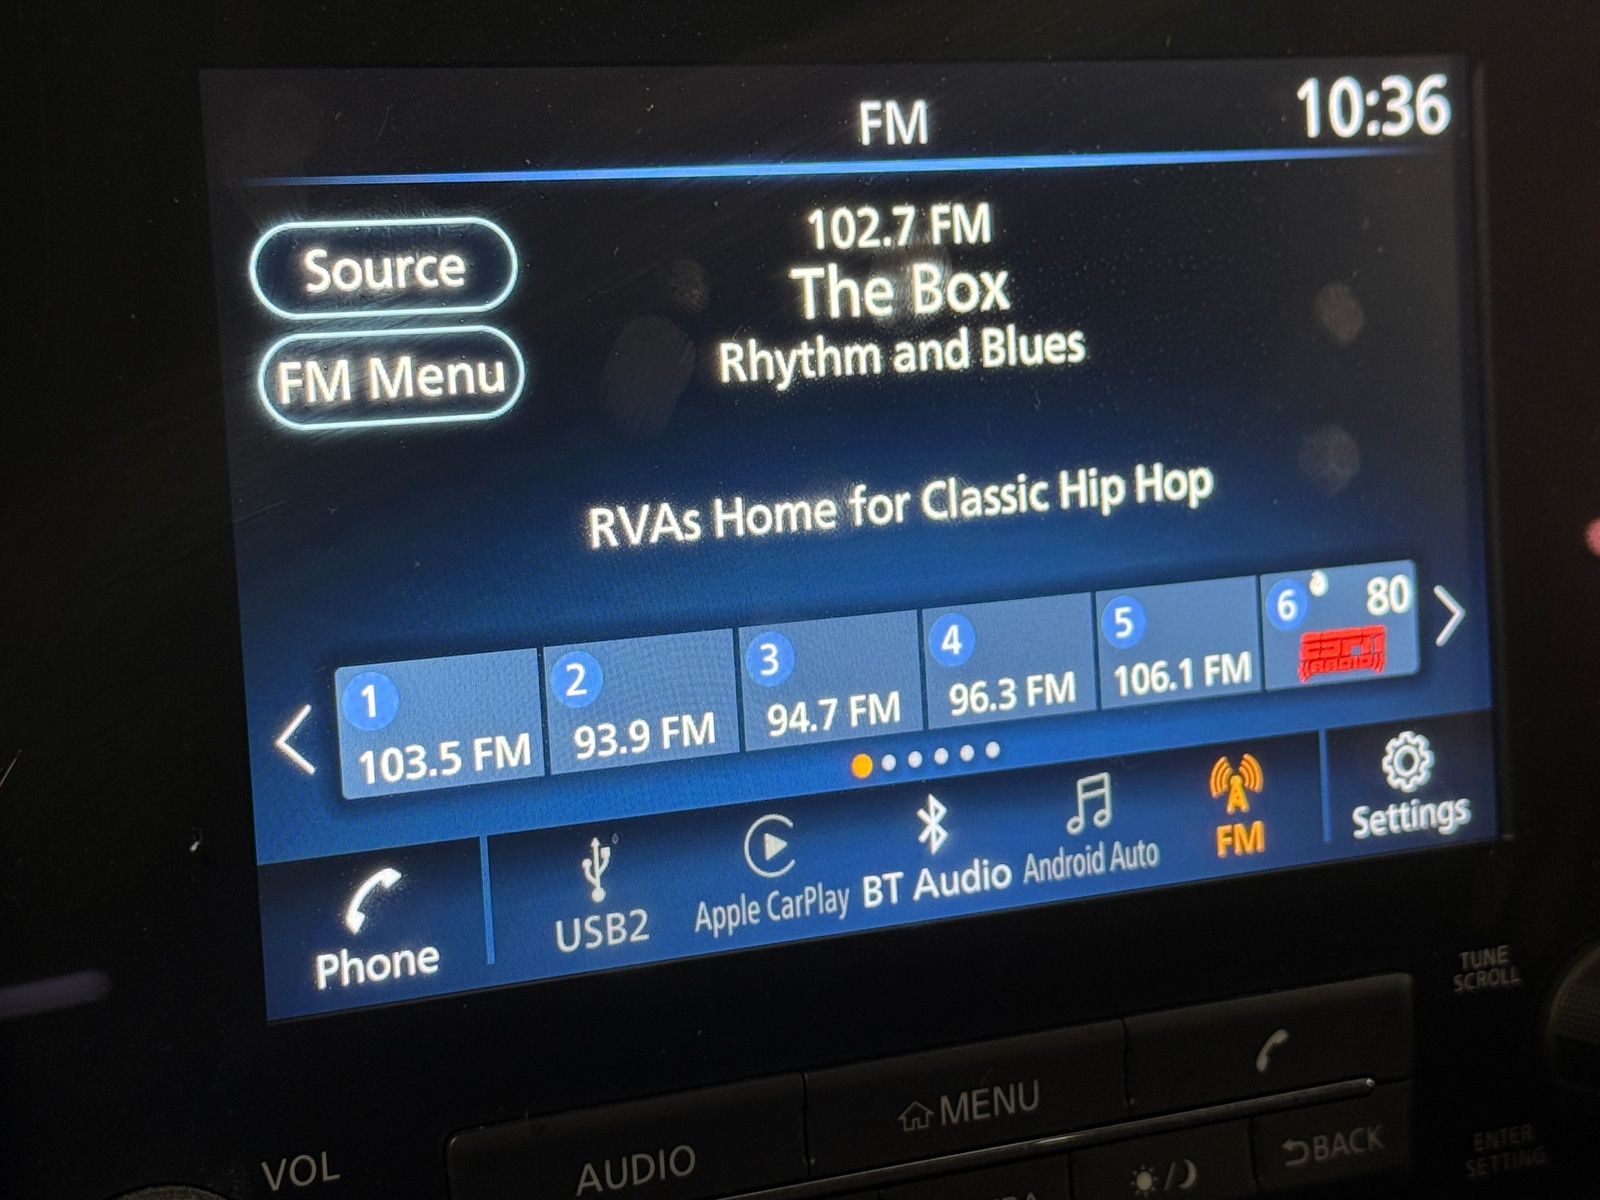 FM
10:36
Source
FM Menu
102.7 FM
The Box
Rhythm and Blues
RVAs Home for Classic Hip Hop
1
103.5 FM
2
93.9 FM
3
94.7 FM
4
96.3 FM
5
106.1 FM
6
80
ESPN
RADIO
Phone
USB2
Apple CarPlay
BT Audio
Android Auto
FM
Settings
TUNE
SCROLL
VOL
AUDIO
MENU
BACK
ENTER
SETTING